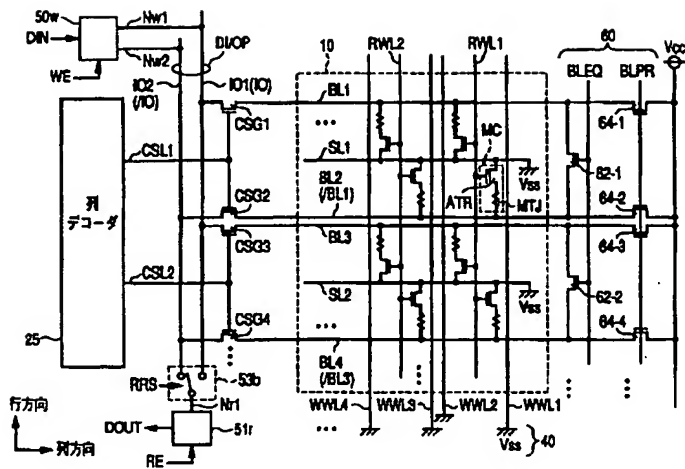 50w
Nw1
DIN
Nw2
DI/OP
WE
IO2
(/IO)
IO1(IO)
10
RWL2
RWL1
60
BLEQ
BLPR
Vcc
BL1
CSG1
64-1
CSL1
SL1
MC
Vss
62-1
BL2
(/BL1)
ATR
MTJ
CSG2
64-2
列
デコーダ
CSG3
BL3
64-3
CSL2
SL2
Vss
62-2
CSG4
64-4
25
BL4
(/BL3)
RRS
53b
Nr1
WWL4
WWL3
WWL2
WWL1
DOUT
51r
RE
Vss
40
行方向
列方向